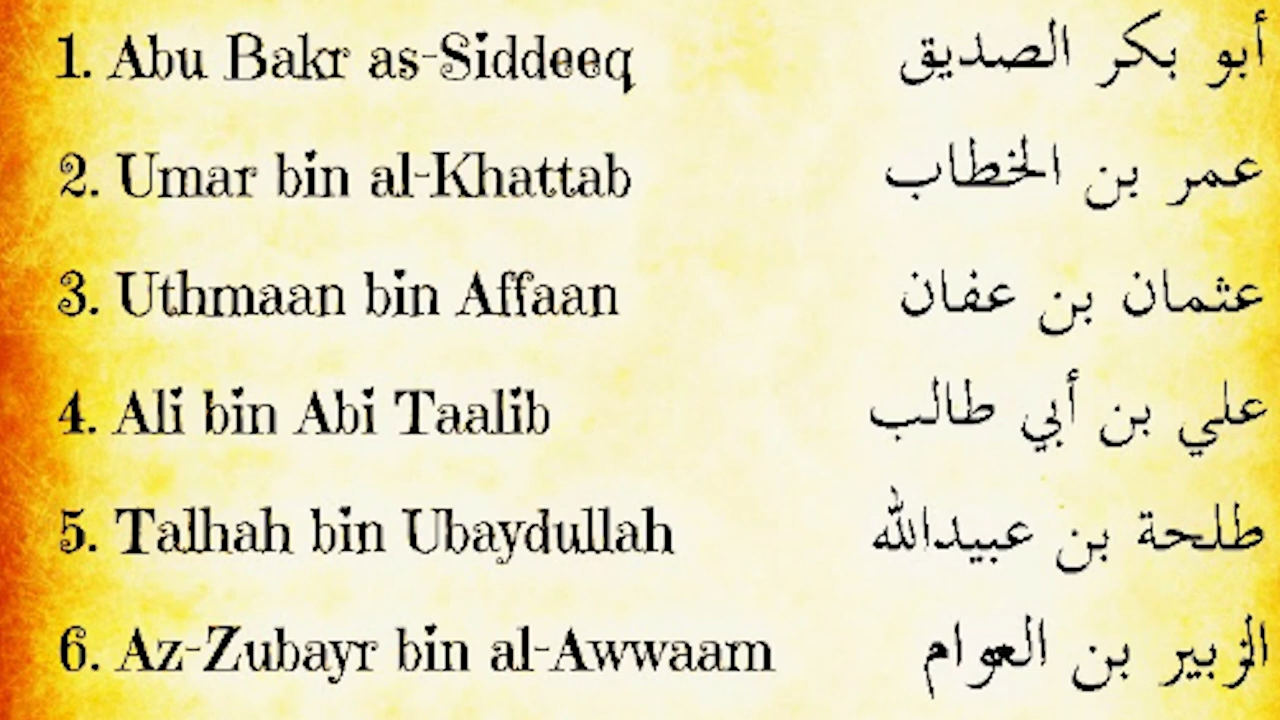 1. Abu Bakr as-Siddeeq أبو بكر الصديق
2. Umar bin al-Khattab عمر بن الخطاب
3. Uthmaan bin Affaan عثمان بن عفان
4. Ali bin Abi Taalib علي بن أبي طالب
5. Talhah bin Ubaydullah طلحة بن عبيدالله
6. Az-Zubayr bin al-Awwaam الزبير بن العوام